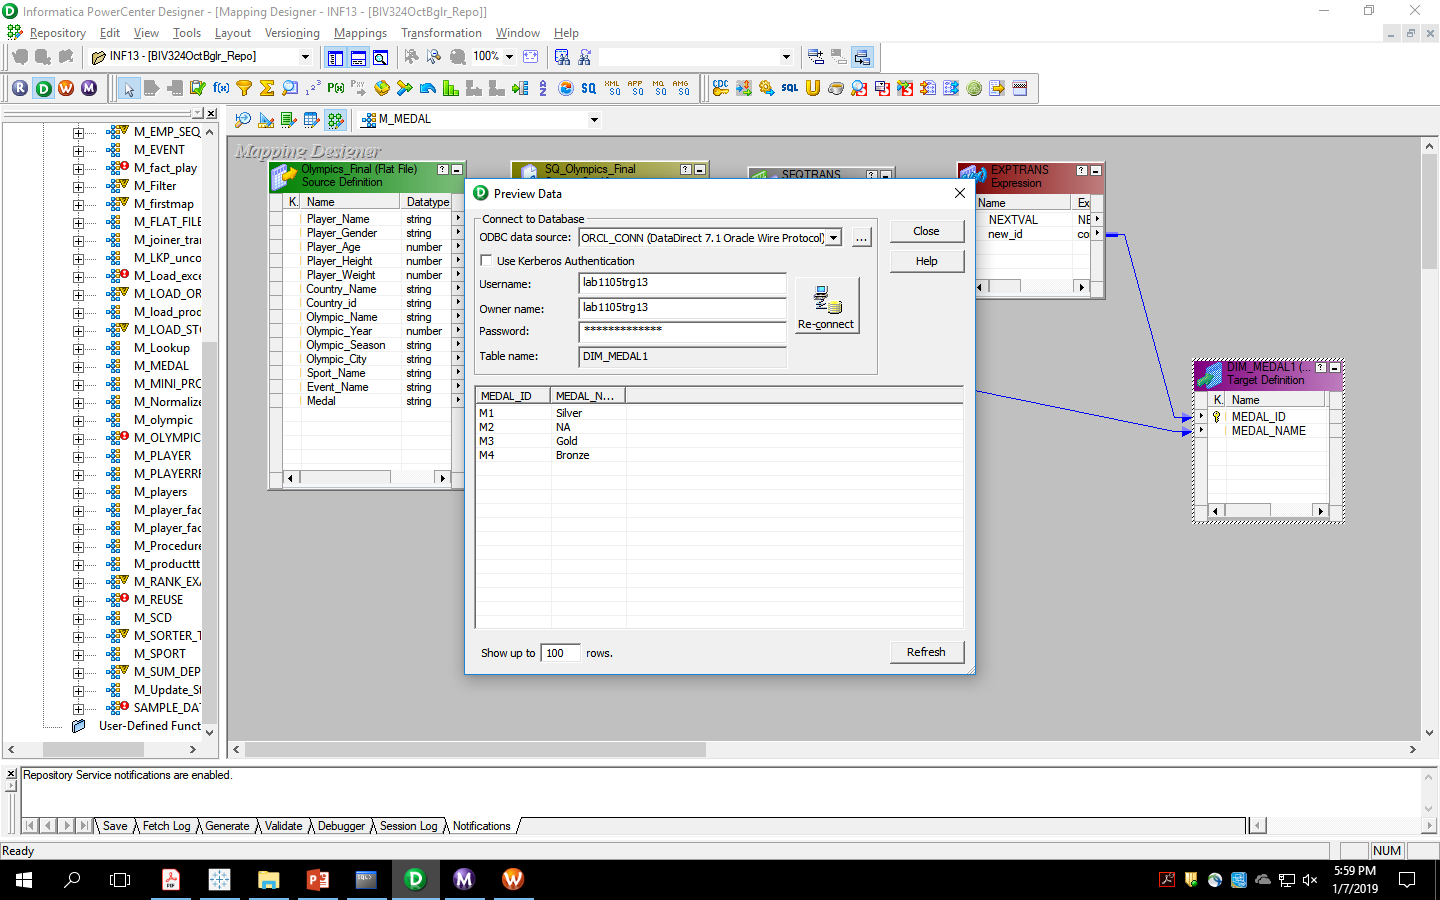 Informatica PowerCenter Designer - [Mapping Designer - INF13 - [BIV324OctBglr_Repo]]
Repository Edit View Tools Layout Versioning Mappings Transformation Window Help
INF13 - [BIV324OctBglr_Repo] 100%
M_MEDAL
Mapping Designer
M_EMP_SEQ_
M_EVENT
M_fact_play
M_Filter
M_firstmap
M_FLAT_FILE
M_joiner_tra
M_LKP_unco
M_Load_exce
M_LOAD_OR
M_load_prod
M_LOAD_STO
M_Lookup
M_MEDAL
M_MINI_PRO
M_Normalize
M_olympic
M_OLYMPIC
M_PLAYER
M_PLAYERRF
M_players
M_player_fac
M_player_fac
M_Procedure
M_producttt
M_RANK_EX
M_REUSE
M_SCD
M_SORTER_T
M_SPORT
M_SUM_DEP
M_Update_St
SAMPLE_DA
User-Defined Funct
Olympics_Final (Flat File)
Source Definition
K. Name Datatype
Player_Name string
Player_Gender string
Player_Age number
Player_Height number
Player_Weight number
Country_Name string
Country_id string
Olympic_Name string
Olympic_Year number
Olympic_Season string
Olympic_City string
Sport_Name string
Event_Name string
Medal string
SQ_Olympics_Final
SEQTRANS
EXPTRANS
Expression
Name Ex
NEXTVAL NE
new_id co
DIM_MEDAL1 (...
Target Definition
K. Name
MEDAL_ID
MEDAL_NAME
Preview Data
Connect to Database
ODBC data source: ORCL_CONN (DataDirect 7.1 Oracle Wire Protocol) ...
Use Kerberos Authentication
Username: lab1105trg13
Owner name: lab1105trg13
Password: *************
Table name: DIM_MEDAL1
Close
Help
Re-connect
MEDAL_ID MEDAL_N...
M1 Silver
M2 NA
M3 Gold
M4 Bronze
Show up to 100 rows.
Refresh
Repository Service notifications are enabled.
Save Fetch Log Generate Validate Debugger Session Log Notifications
Ready
NUM
5:59 PM
1/7/2019